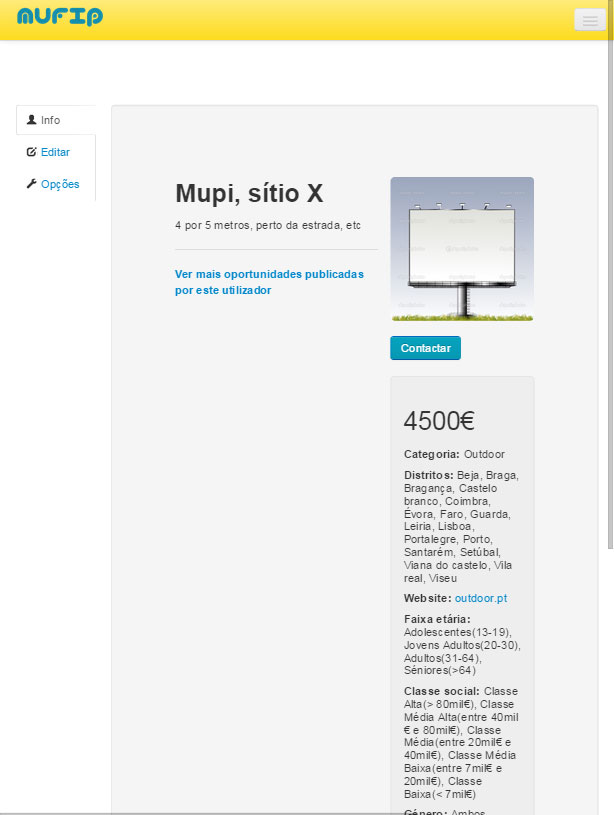 mufip
Info
Editar
Opções
Mupi, sítio X
4 por 5 metros, perto da estrada, etc
Ver mais oportunidades publicadas
por este utilizador
Contactar
4500€
Categoria: Outdoor
Distritos: Beja, Braga,
Bragança, Castelo
branco, Coimbra,
Évora, Faro, Guarda,
Leiria, Lisboa,
Portalegre, Porto,
Santarém, Setúbal,
Viana do castelo, Vila
real, Viseu
Website: outdoor.pt
Faixa etária:
Adolescentes(13-19),
Jovens Adultos(20-30),
Adultos(31-64),
Séniores(>64)
Classe social: Classe
Alta(> 80mil€), Classe
Média Alta(entre 40mil
€ e 80mil€), Classe
Média(entre 20mil€ e
40mil€), Classe Média
Baixa(entre 7mil€ e
20mil€), Classe
Baixa(< 7mil€)
Género: Ambos